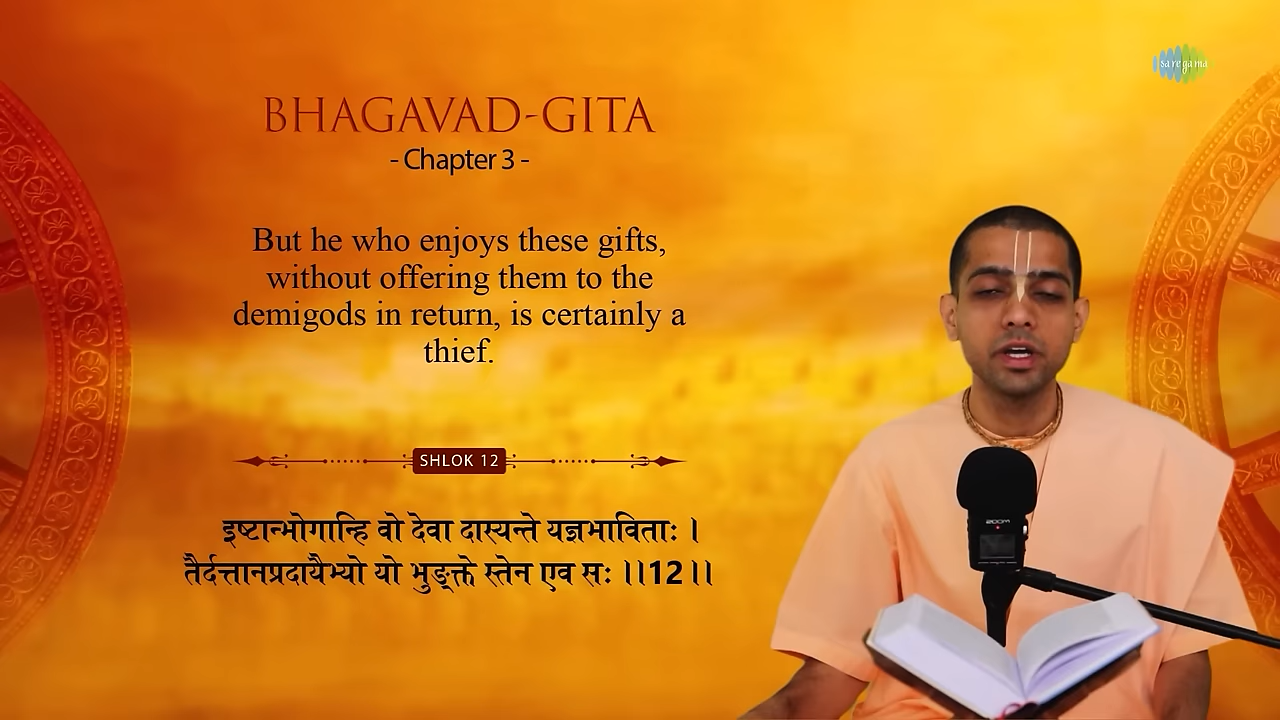 saregama
BHAGAVAD-GITA
- Chapter 3 -
But he who enjoys these gifts,
without offering them to the
demigods in return, is certainly a
thief.
SHLOK 12
इष्टान्भोगान्हि वो देवा दास्यन्ते यज्ञभाविताः ।
तैर्दत्तानप्रदायैभ्यो यो भुङ्क्ते स्तेन एव सः ।।12।।
zoom